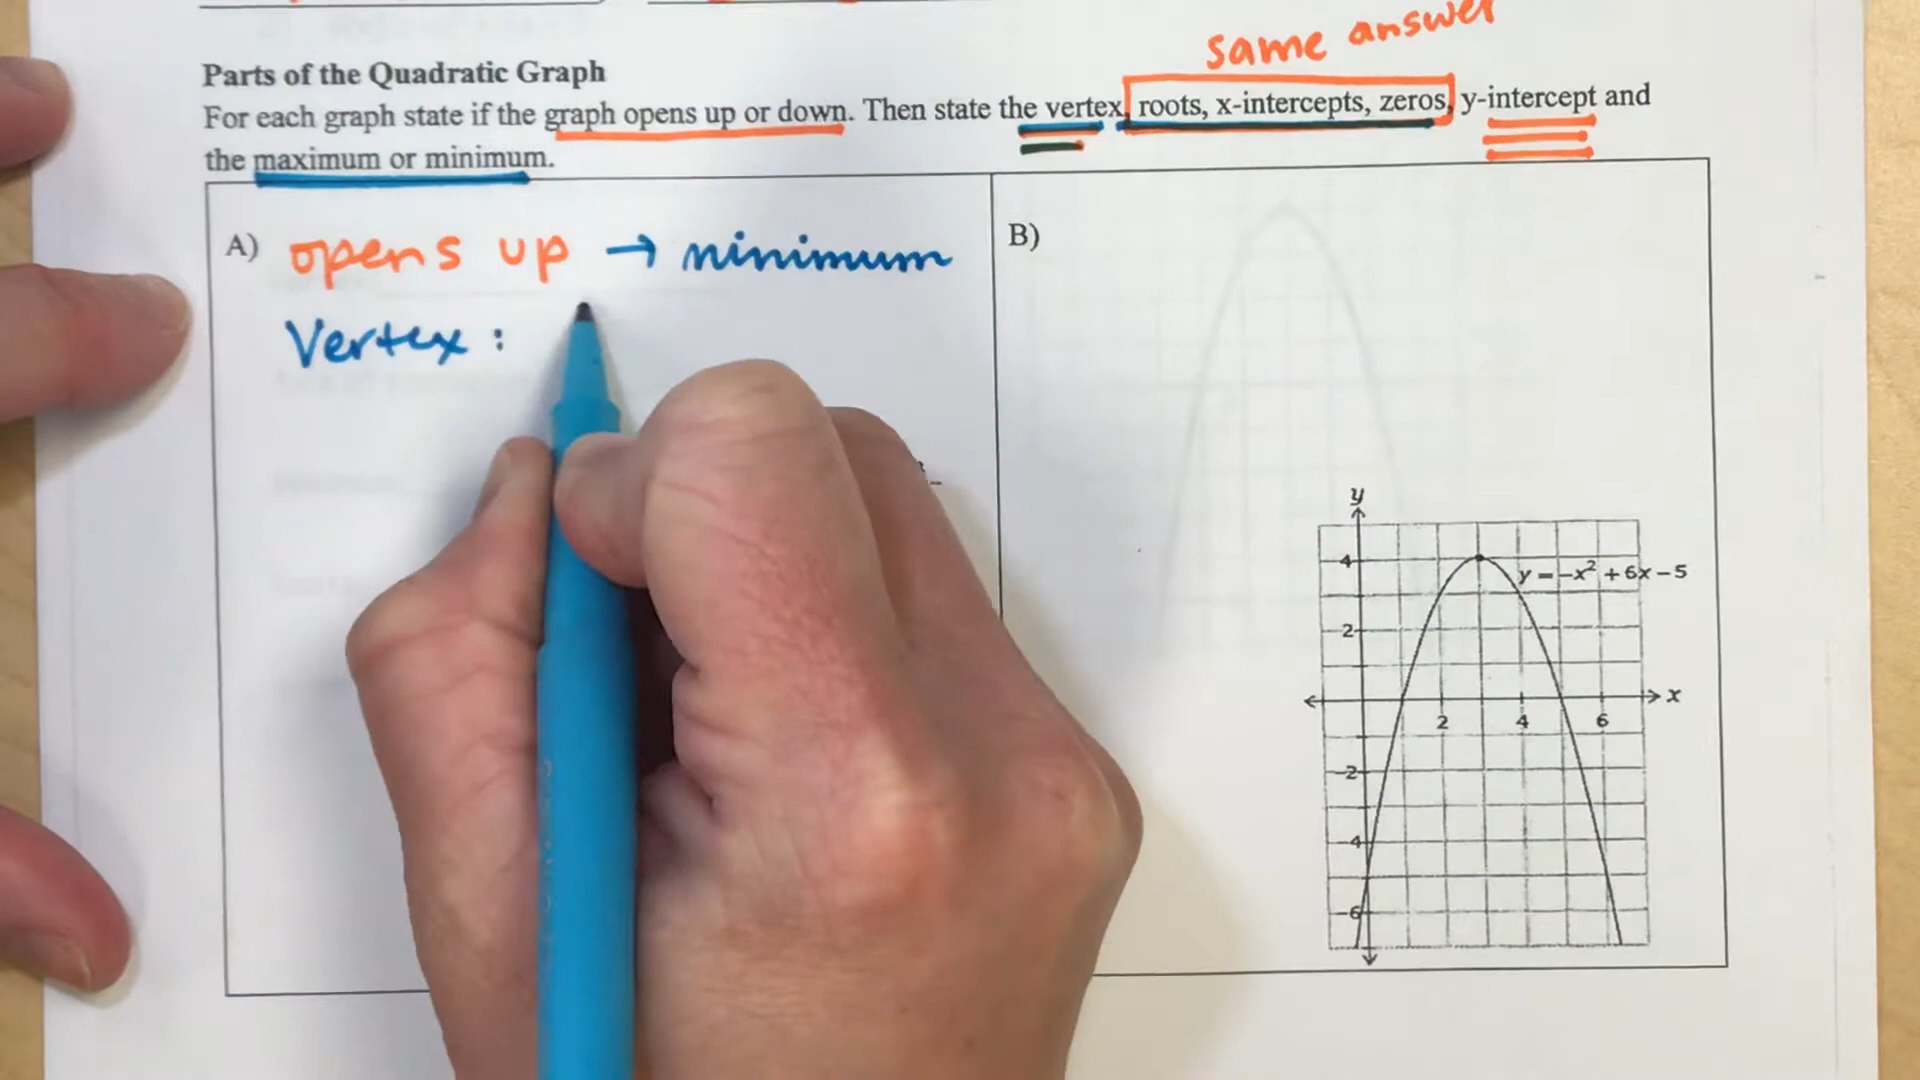 same answer
Parts of the Quadratic Graph
For each graph state if the graph opens up or down. Then state the vertex, roots, x-intercepts, zeros, y-intercept and
the maximum or minimum.
A) opens up → minimum
Vertex :
B)
y
4
y = -x² + 6x - 5
2
x
2 4 6
-2
-4
-6